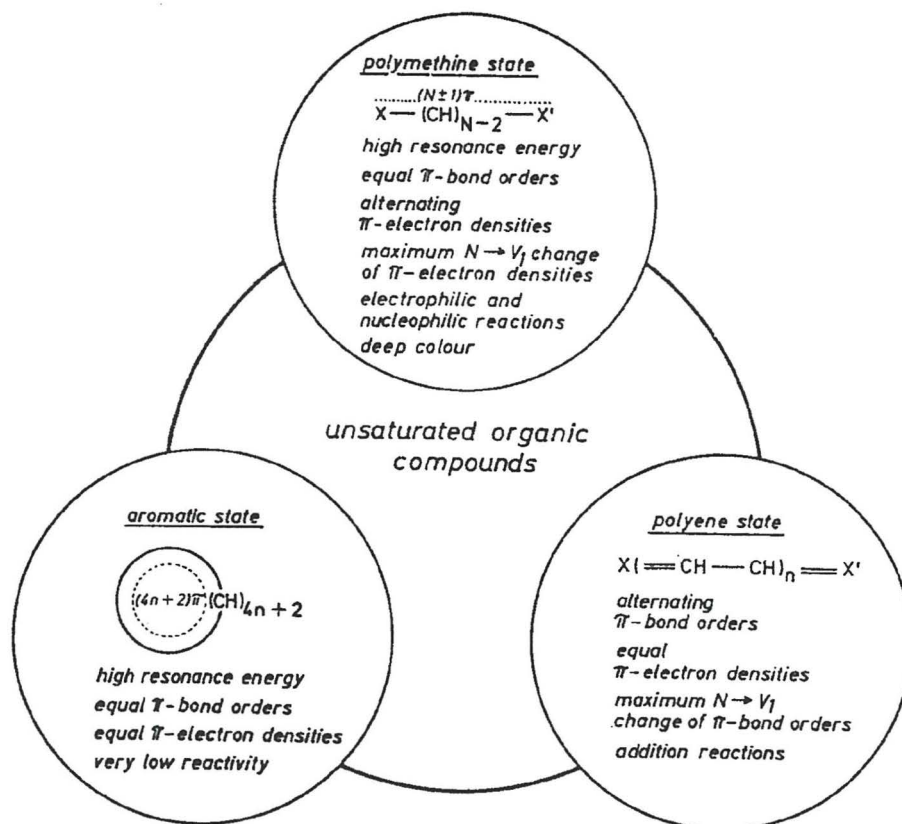 polymethine state
(N ± 1)π
X — (CH)N–2 — X'
high resonance energy
equal π-bond orders
alternating
π-electron densities
maximum N → V1 change
of π-electron densities
electrophilic and
nucleophilic reactions
deep colour
unsaturated organic
compounds
aromatic state
(4n + 2)π (CH)4n + 2
high resonance energy
equal π-bond orders
equal π-electron densities
very low reactivity
polyene state
X(═CH — CH)n═X'
alternating
π-bond orders
equal
π-electron densities
maximum N → V1
change of π-bond orders
addition reactions